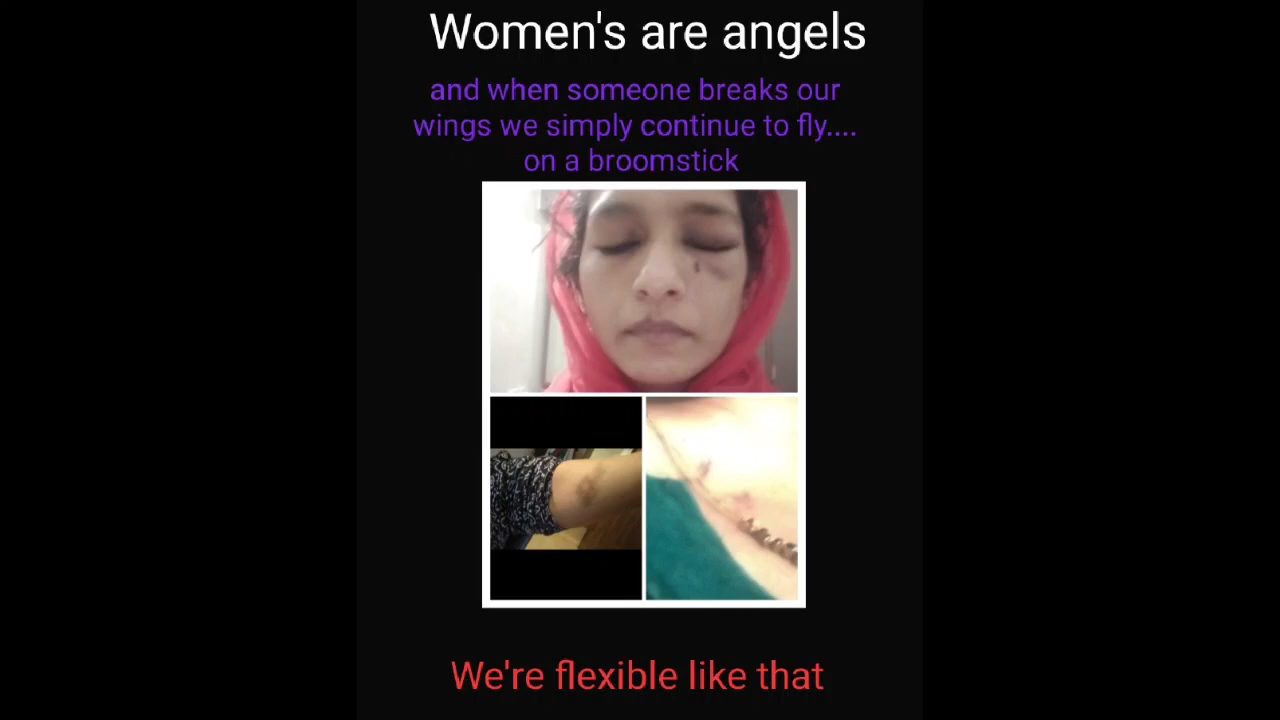 Women's are angels
and when someone breaks our
wings we simply continue to fly....
on a broomstick
We're flexible like that